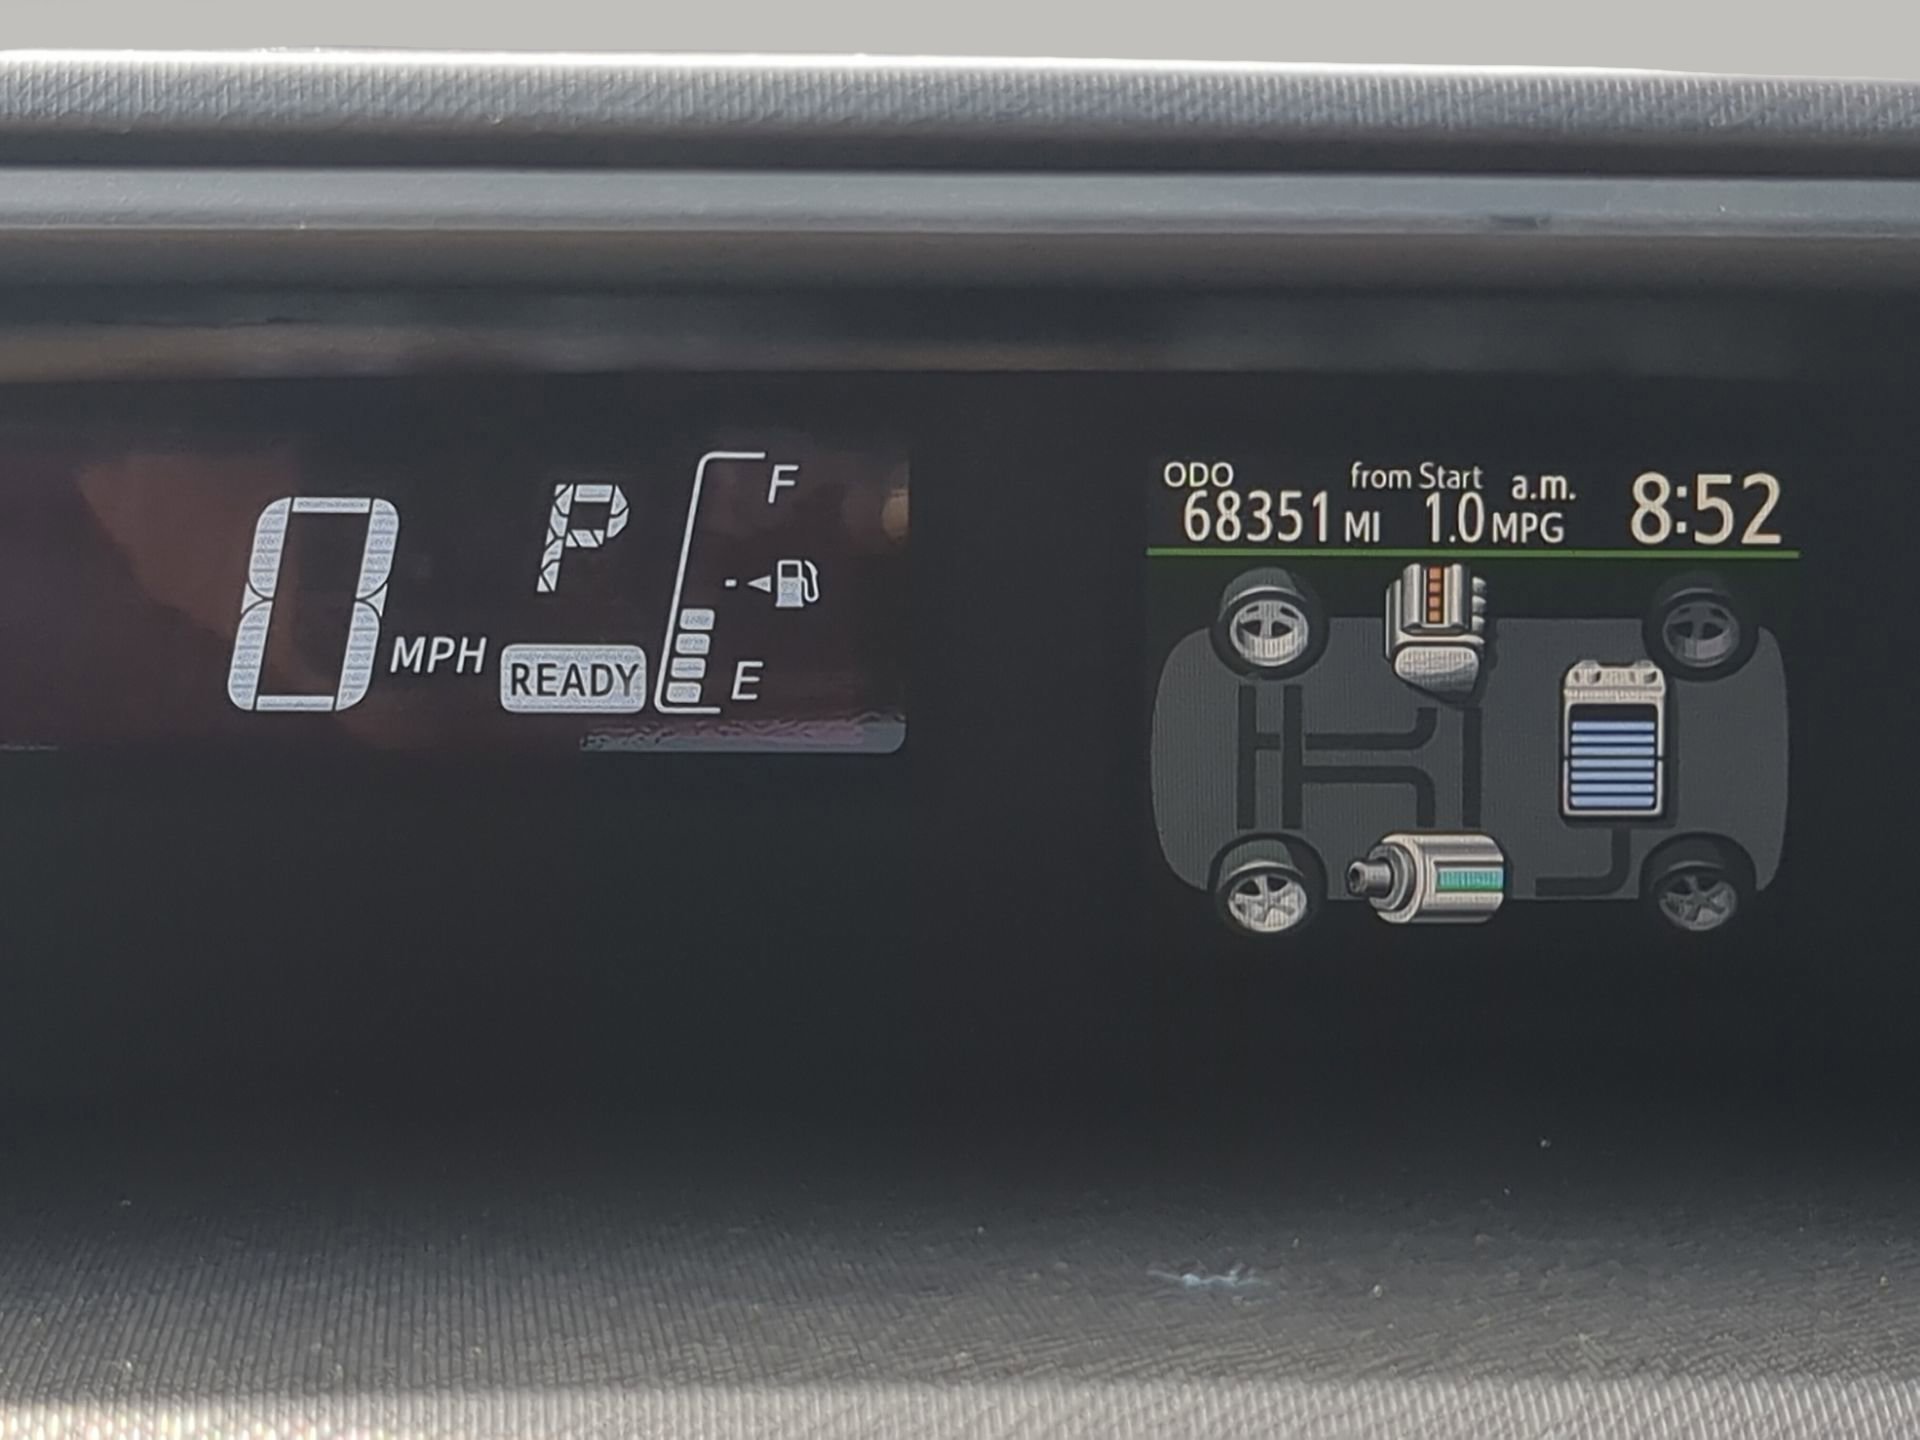 0 MPH
P
READY
F
E
ODO from Start a.m. 8:52
68351 MI 1.0 MPG